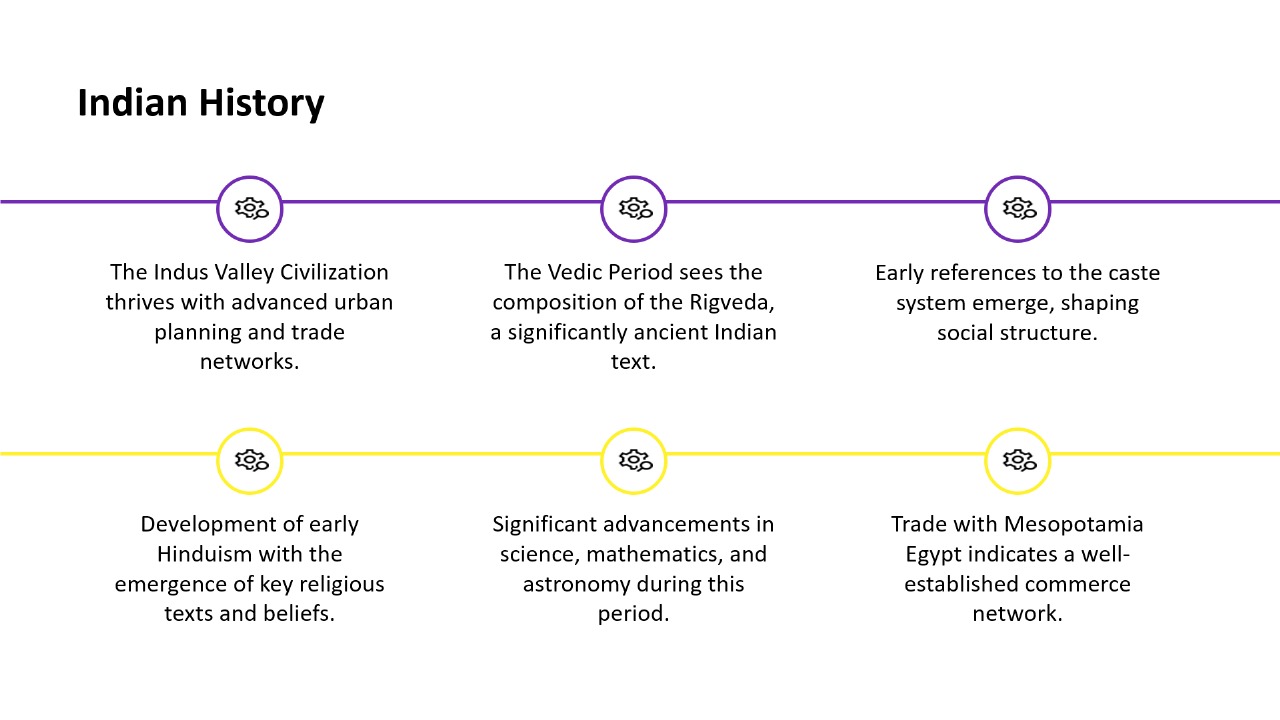 Indian History
The Indus Valley Civilization
thrives with advanced urban
planning and trade
networks.
The Vedic Period sees the
composition of the Rigveda,
a significantly ancient Indian
text.
Early references to the caste
system emerge, shaping
social structure.
Development of early
Hinduism with the
emergence of key religious
texts and beliefs.
Significant advancements in
science, mathematics, and
astronomy during this
period.
Trade with Mesopotamia
Egypt indicates a well-
established commerce
network.